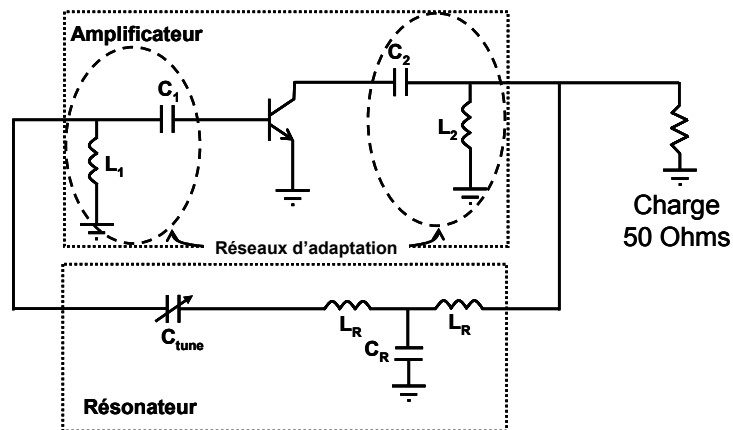 Amplificateur
C1
C2
L1
L2
Réseaux d'adaptation
Charge
50 Ohms
Ctune
LR
LR
CR
Résonateur